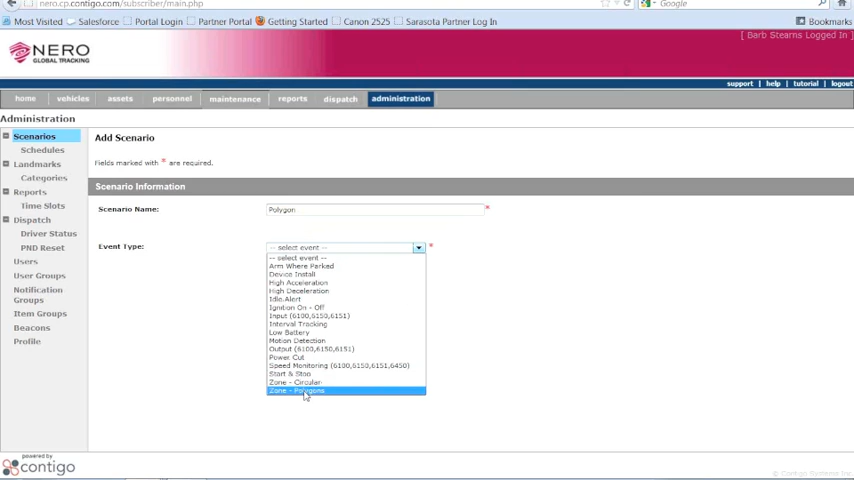 nero.cp.contigo.com/subscriber/main.php
Google
Most Visited Salesforce Portal Login Partner Portal Getting Started Canon 2525 Sarasota Partner Log In
Bookmarks
[ Barb Stearns Logged In ]
NERO
GLOBAL TRACKING
support | help | tutorial | logout
home vehicles assets personnel maintenance reports dispatch administration
Administration
Scenarios
Schedules
Landmarks
Categories
Reports
Time Slots
Dispatch
Driver Status
PND Reset
Users
User Groups
Notification
Groups
Item Groups
Beacons
Profile
Add Scenario
Fields marked with * are required.
Scenario Information
Scenario Name: Polygon *
Event Type: -- select event -- *
-- select event --
Arm Where Parked
Device Install
High Acceleration
High Deceleration
Idle Alert
Ignition On - Off
Input (6100,6150,6151)
Interval Tracking
Low Battery
Motion Detection
Output (6100,6150,6151)
Power Cut
Speed Monitoring (6100,6150,6151,6450)
Start & Stop
Zone - Circular
Zone - Polygons
powered by
contigo
© Contigo Systems Inc.